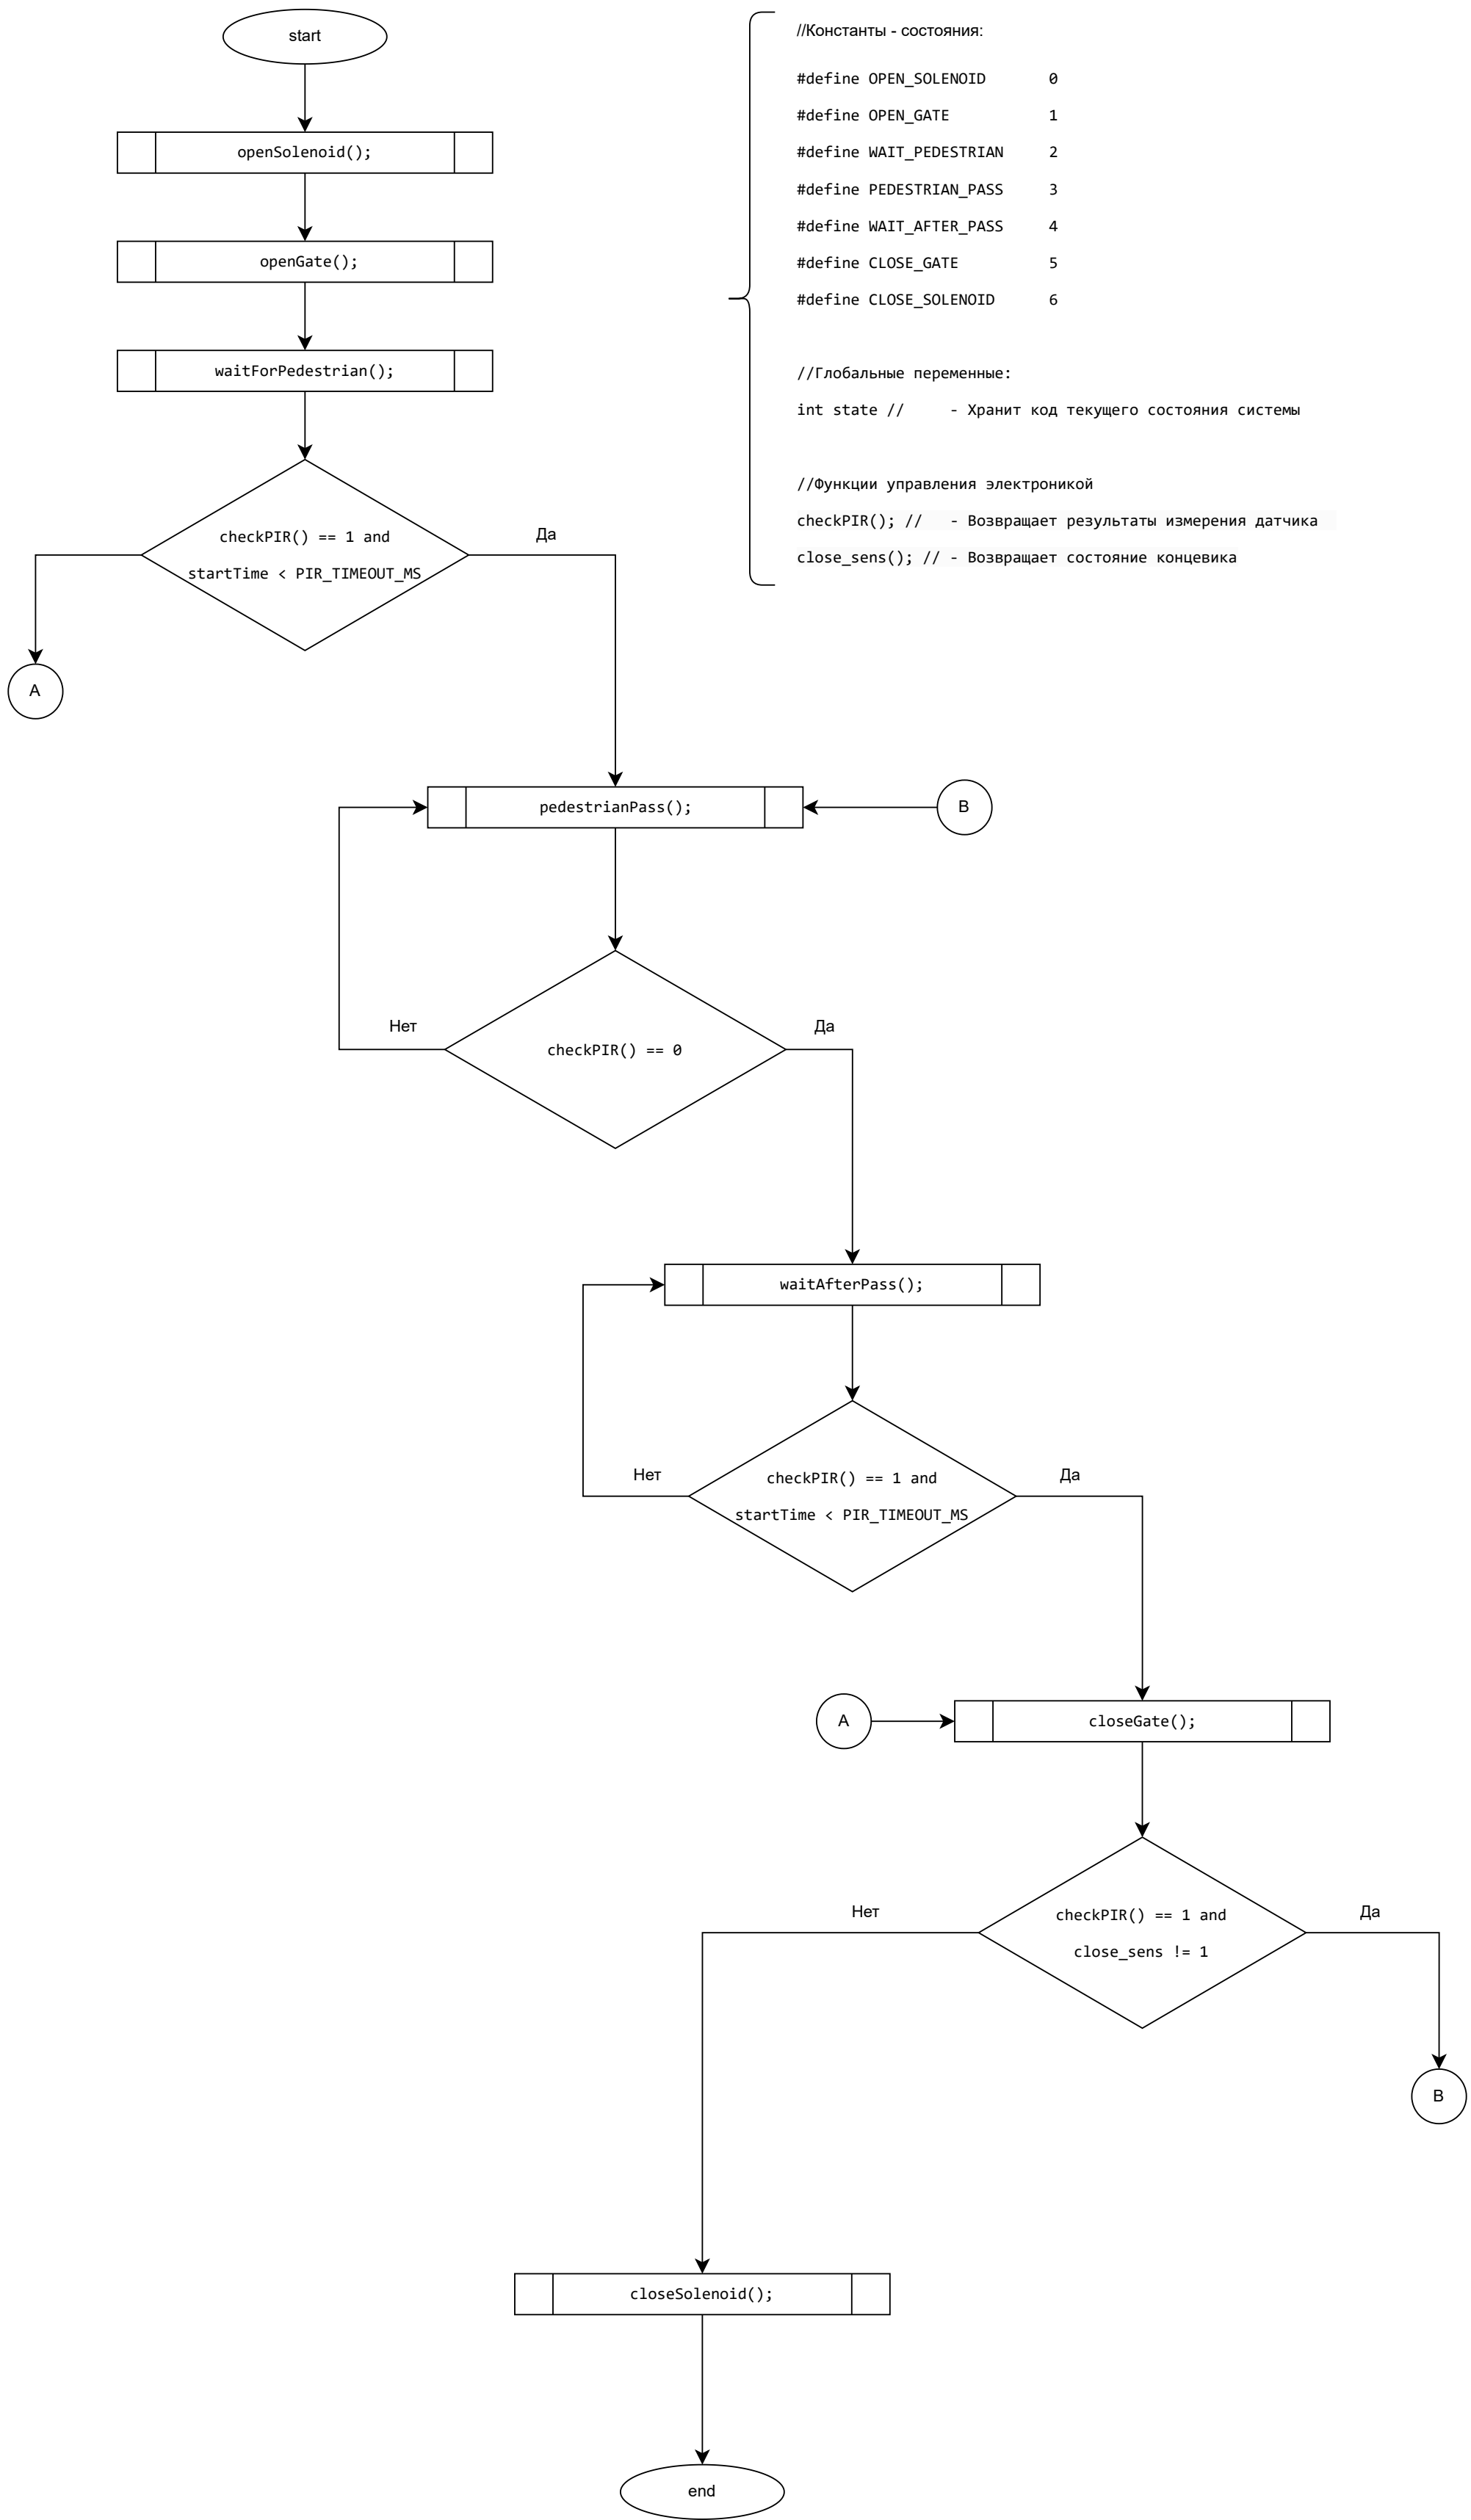 start
openSolenoid();
openGate();
waitForPedestrian();
checkPIR() == 1 and
startTime < PIR_TIMEOUT_MS
Да
A
//Константы - состояния:
#define OPEN_SOLENOID 0
#define OPEN_GATE 1
#define WAIT_PEDESTRIAN 2
#define PEDESTRIAN_PASS 3
#define WAIT_AFTER_PASS 4
#define CLOSE_GATE 5
#define CLOSE_SOLENOID 6
//Глобальные переменные:
int state // - Хранит код текущего состояния системы
//Функции управления электроникой
checkPIR(); // - Возвращает результаты измерения датчика
close_sens(); // - Возвращает состояние концевика
pedestrianPass();
B
Нет
checkPIR() == 0
Да
waitAfterPass();
Нет
checkPIR() == 1 and
startTime < PIR_TIMEOUT_MS
Да
A
closeGate();
Нет
checkPIR() == 1 and
close_sens != 1
Да
B
closeSolenoid();
end